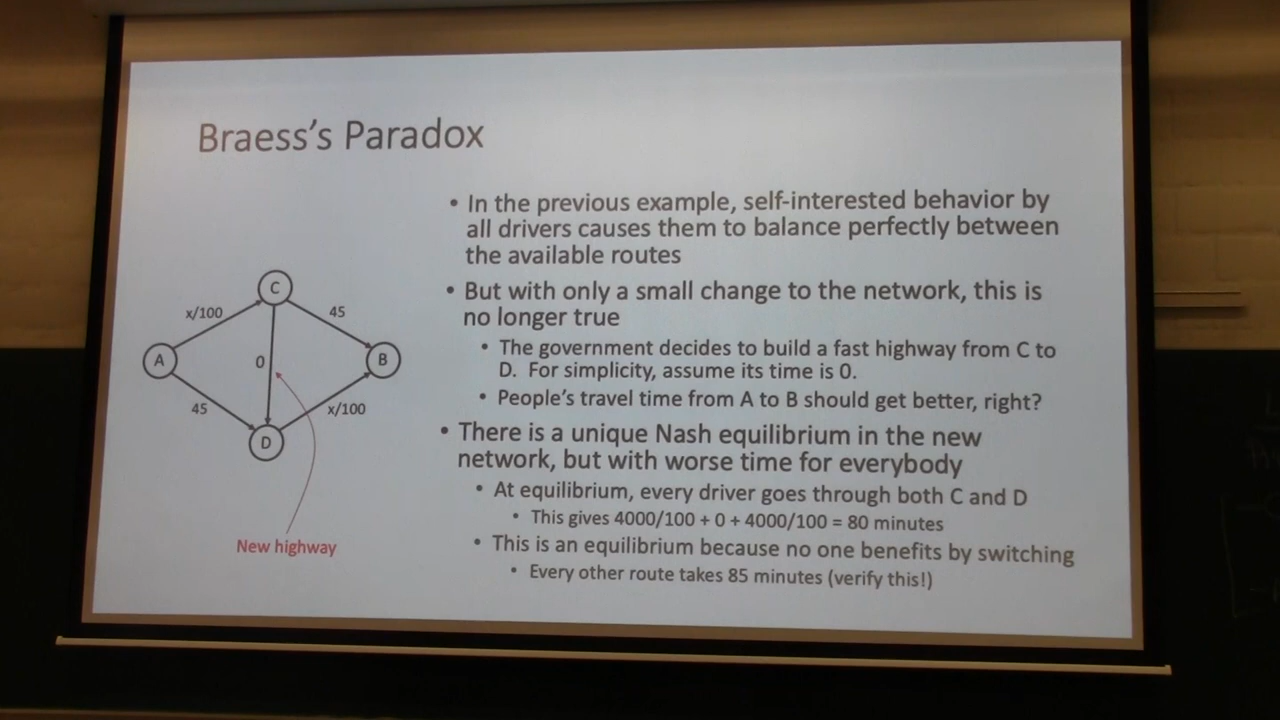 Braess's Paradox
• In the previous example, self-interested behavior by
all drivers causes them to balance perfectly between
the available routes
• But with only a small change to the network, this is
no longer true
• The government decides to build a fast highway from C to
D. For simplicity, assume its time is 0.
• People's travel time from A to B should get better, right?
• There is a unique Nash equilibrium in the new
network, but with worse time for everybody
• At equilibrium, every driver goes through both C and D
• This gives 4000/100 + 0 + 4000/100 = 80 minutes
• This is an equilibrium because no one benefits by switching
• Every other route takes 85 minutes (verify this!)
C
x/100
45
A
0
B
45
x/100
D
New highway